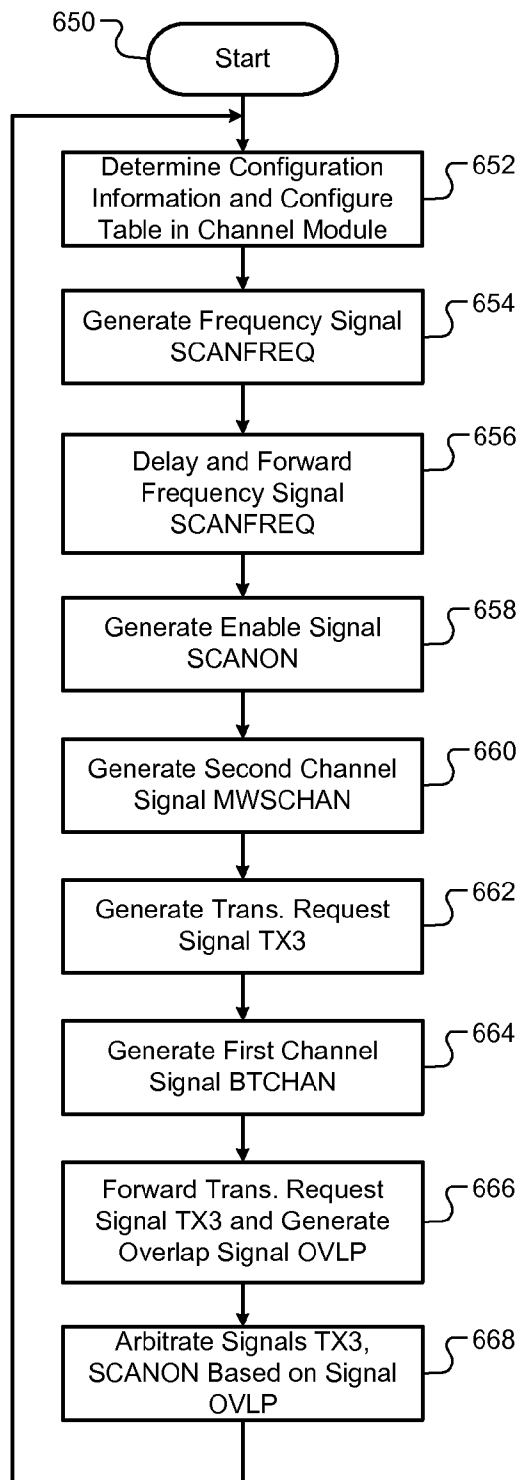 650
Start
Determine Configuration
Information and Configure
Table in Channel Module
652
Generate Frequency Signal
SCANFREQ
654
Delay and Forward
Frequency Signal
SCANFREQ
656
Generate Enable Signal
SCANON
658
Generate Second Channel
Signal MWSCHAN
660
Generate Trans. Request
Signal TX3
662
Generate First Channel
Signal BTCHAN
664
Forward Trans. Request
Signal TX3 and Generate
Overlap Signal OVLP
666
Arbitrate Signals TX3,
SCANON Based on Signal
OVLP
668